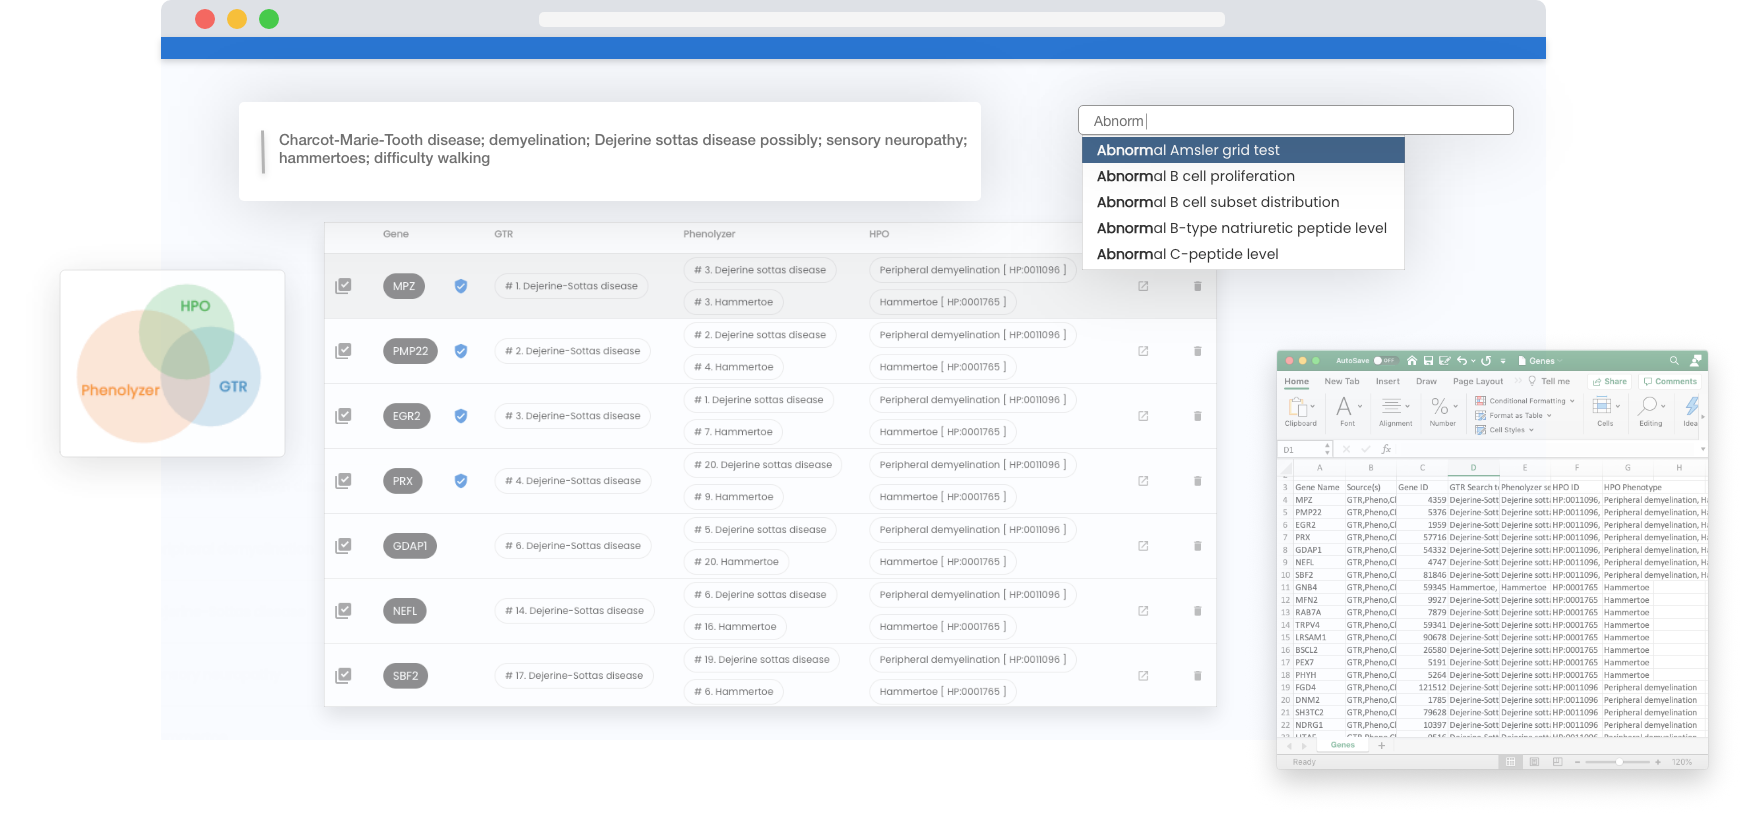 Charcot-Marie-Tooth disease; demyelination; Dejerine sottas disease possibly; sensory neuropathy;
hammertoes; difficulty walking
Abnorm
Abnormal Amsler grid test
Abnormal B cell proliferation
Abnormal B cell subset distribution
Abnormal B-type natriuretic peptide level
Abnormal C-peptide level
Gene GTR Phenolyzer HPO
MPZ # 1. Dejerine-Sottas disease # 3. Dejerine sottas disease Peripheral demyelination [ HP:0011096 ]
# 3. Hammertoe Hammertoe [ HP:0001765 ]
PMP22 # 2. Dejerine-Sottas disease # 2. Dejerine sottas disease Peripheral demyelination [ HP:0011096 ]
# 4. Hammertoe Hammertoe [ HP:0001765 ]
EGR2 # 3. Dejerine-Sottas disease # 1. Dejerine sottas disease Peripheral demyelination [ HP:0011096 ]
# 7. Hammertoe Hammertoe [ HP:0001765 ]
PRX # 4. Dejerine-Sottas disease # 20. Dejerine sottas disease Peripheral demyelination [ HP:0011096 ]
# 9. Hammertoe Hammertoe [ HP:0001765 ]
GDAP1 # 6. Dejerine-Sottas disease # 5. Dejerine sottas disease Peripheral demyelination [ HP:0011096 ]
# 20. Hammertoe Hammertoe [ HP:0001765 ]
NEFL # 14. Dejerine-Sottas disease # 6. Dejerine sottas disease Peripheral demyelination [ HP:0011096 ]
# 16. Hammertoe Hammertoe [ HP:0001765 ]
SBF2 # 17. Dejerine-Sottas disease # 19. Dejerine sottas disease Peripheral demyelination [ HP:0011096 ]
# 6. Hammertoe Hammertoe [ HP:0001765 ]
HPO
Phenolyzer GTR
AutoSave OFF Genes
Home New Tab Insert Draw Page Layout Tell me Share Comments
Clipboard Font Alignment Number Conditional Formatting Format as Table Cell Styles Cells Editing Idea
D1 fx
A B C D E F G H
3 Gene Name Source(s) Gene ID GTR Search t Phenolyzer se HPO ID HPO Phenotype
4 MPZ GTR,Pheno,Cl 4359 Dejerine-Sott Dejerine sott HP:0011096, Peripheral demyelination, Ha
5 PMP22 GTR,Pheno,Cl 5376 Dejerine-Sott Dejerine sott HP:0011096, Peripheral demyelination, Ha
6 EGR2 GTR,Pheno,Cl 1959 Dejerine-Sott Dejerine sott HP:0011096, Peripheral demyelination, Ha
7 PRX GTR,Pheno,Cl 57716 Dejerine-Sott Dejerine sott HP:0011096, Peripheral demyelination, Ha
8 GDAP1 GTR,Pheno,Cl 54332 Dejerine-Sott Dejerine sott HP:0011096, Peripheral demyelination, Ha
9 NEFL GTR,Pheno,Cl 4747 Dejerine-Sott Dejerine sott HP:0011096, Peripheral demyelination, Ha
10 SBF2 GTR,Pheno,Cl 81846 Dejerine-Sott Dejerine sott HP:0011096, Peripheral demyelination, Ha
11 GNB4 GTR,Pheno,Cl 59345 Hammertoe, Hammertoe HP:0001765 Hammertoe
12 MFN2 GTR,Pheno,Cl 9927 Dejerine-Sott Dejerine sott HP:0001765 Hammertoe
13 RAB7A GTR,Pheno,Cl 7879 Dejerine-Sott Dejerine sott HP:0001765 Hammertoe
14 TRPV4 GTR,Pheno,Cl 59341 Dejerine-Sott Dejerine sott HP:0001765 Hammertoe
15 LRSAM1 GTR,Pheno,Cl 90678 Dejerine-Sott Dejerine sott HP:0001765 Hammertoe
16 BSCL2 GTR,Pheno,Cl 26580 Dejerine-Sott Dejerine sott HP:0001765 Hammertoe
17 PEX7 GTR,Pheno,Cl 5191 Dejerine-Sott Dejerine sott HP:0001765 Hammertoe
18 PHYH GTR,Pheno,Cl 5264 Dejerine-Sott Dejerine sott HP:0001765 Hammertoe
19 FGD4 GTR,Pheno,Cl 121512 Dejerine-Sott Dejerine sott HP:0011096 Peripheral demyelination
20 DNM2 GTR,Pheno,Cl 1785 Dejerine-Sott Dejerine sott HP:0011096 Peripheral demyelination
21 SH3TC2 GTR,Pheno,Cl 79628 Dejerine-Sott Dejerine sott HP:0011096 Peripheral demyelination
22 NDRG1 GTR,Pheno,Cl 10397 Dejerine-Sott Dejerine sott HP:0011096 Peripheral demyelination
Genes
Ready 120%